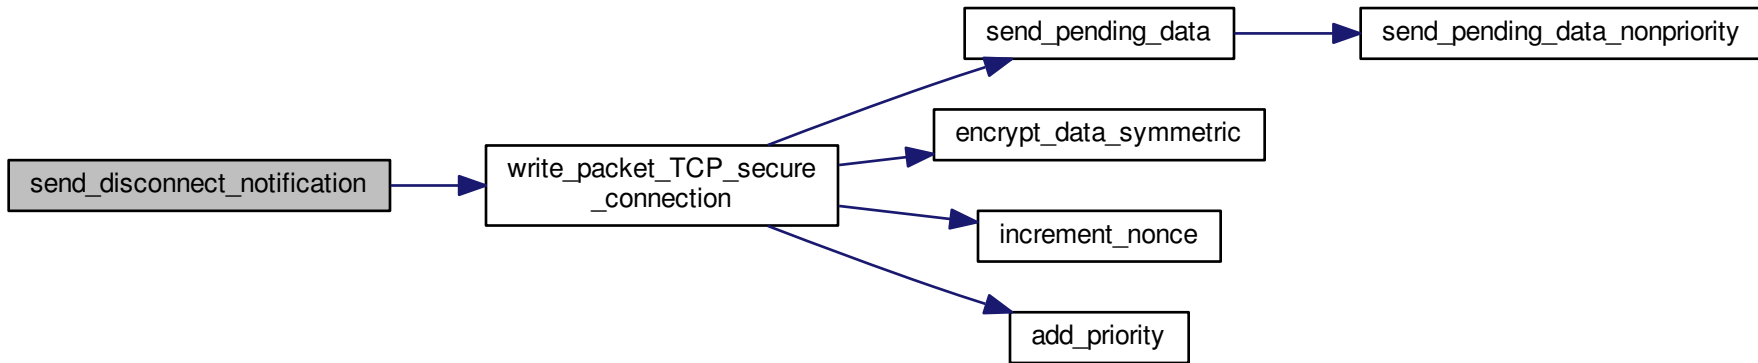 send_disconnect_notification
write_packet_TCP_secure
_connection
send_pending_data
send_pending_data_nonpriority
encrypt_data_symmetric
increment_nonce
add_priority